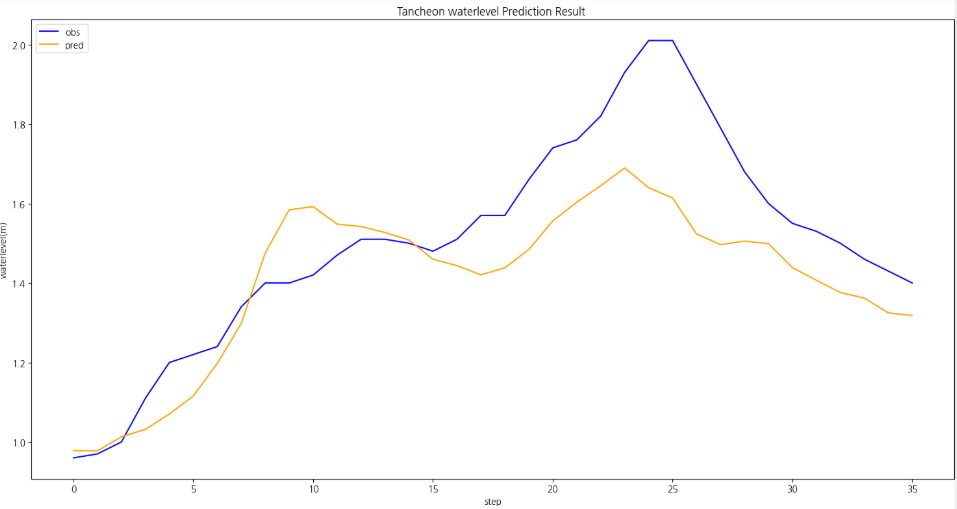 Tancheon waterlevel Prediction Result
obs
pred
2.0
1.8
1.6
1.4
1.2
1.0
waterlevel(m)
0 5 10 15 20 25 30 35
step